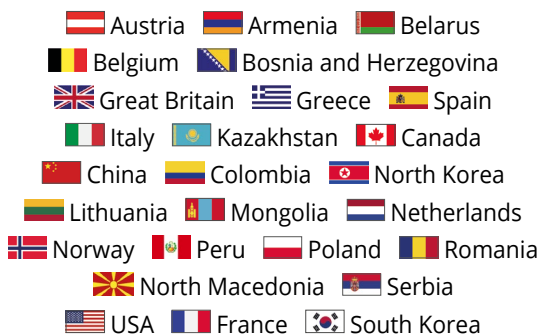 Austria Armenia Belarus
Belgium Bosnia and Herzegovina
Great Britain Greece Spain
Italy Kazakhstan Canada
China Colombia North Korea
Lithuania Mongolia Netherlands
Norway Peru Poland Romania
North Macedonia Serbia
USA France South Korea